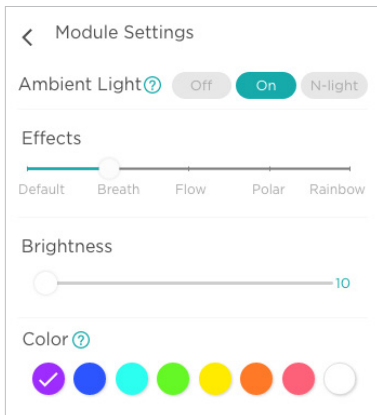 Module Settings
Ambient Light ? Off On N-light
Effects
Default Breath Flow Polar Rainbow
Brightness
10
Color ?